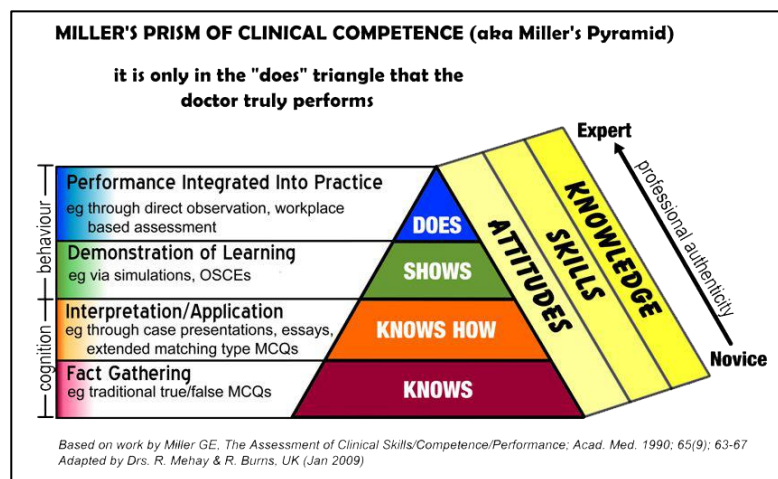 MILLER'S PRISM OF CLINICAL COMPETENCE (aka Miller's Pyramid)
it is only in the "does" triangle that the
doctor truly performs
Expert
professional authenticity
Novice
KNOWLEDGE
SKILLS
ATTITUDES
behaviour
cognition
Performance Integrated Into Practice
eg through direct observation, workplace
based assessment
DOES
Demonstration of Learning
eg via simulations, OSCEs
SHOWS
Interpretation/Application
eg through case presentations, essays,
extended matching type MCQs
KNOWS HOW
Fact Gathering
eg traditional true/false MCQs
KNOWS
Based on work by Miller GE, The Assessment of Clinical Skills/Competence/Performance; Acad. Med. 1990; 65(9); 63-67
Adapted by Drs. R. Mehay & R. Burns, UK (Jan 2009)